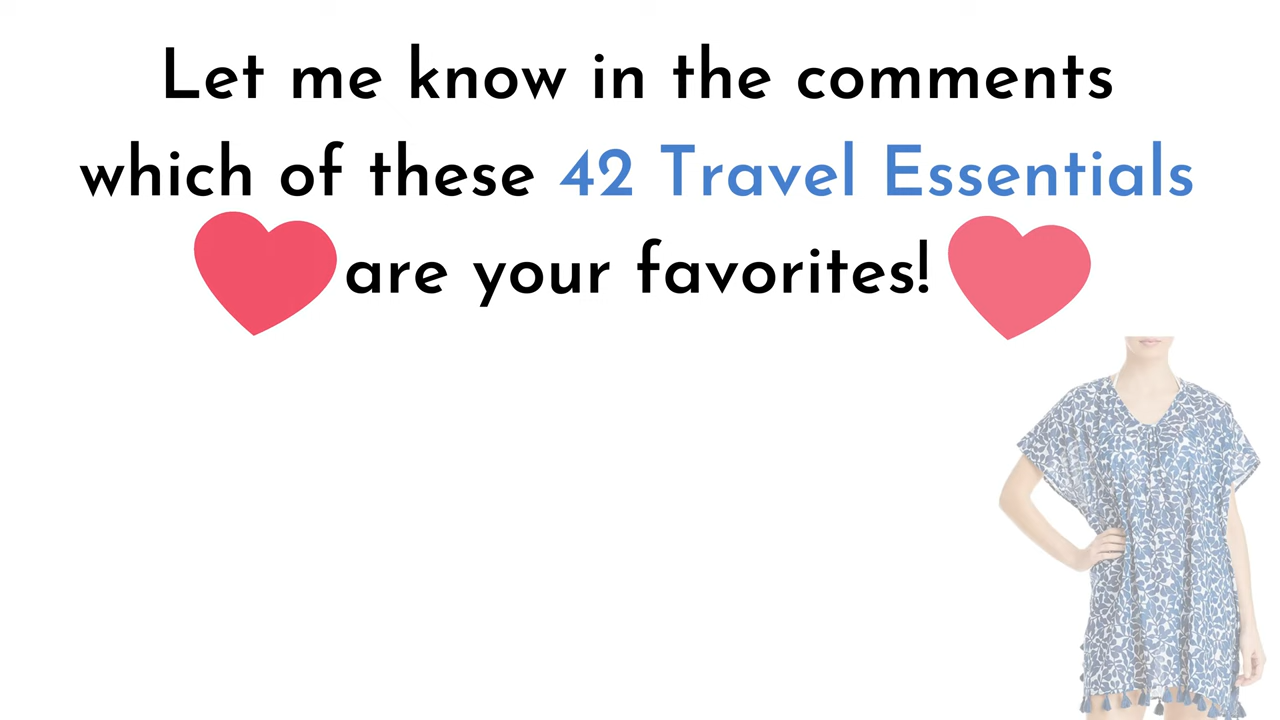 Let me know in the comments
which of these 42 Travel Essentials
are your favorites!